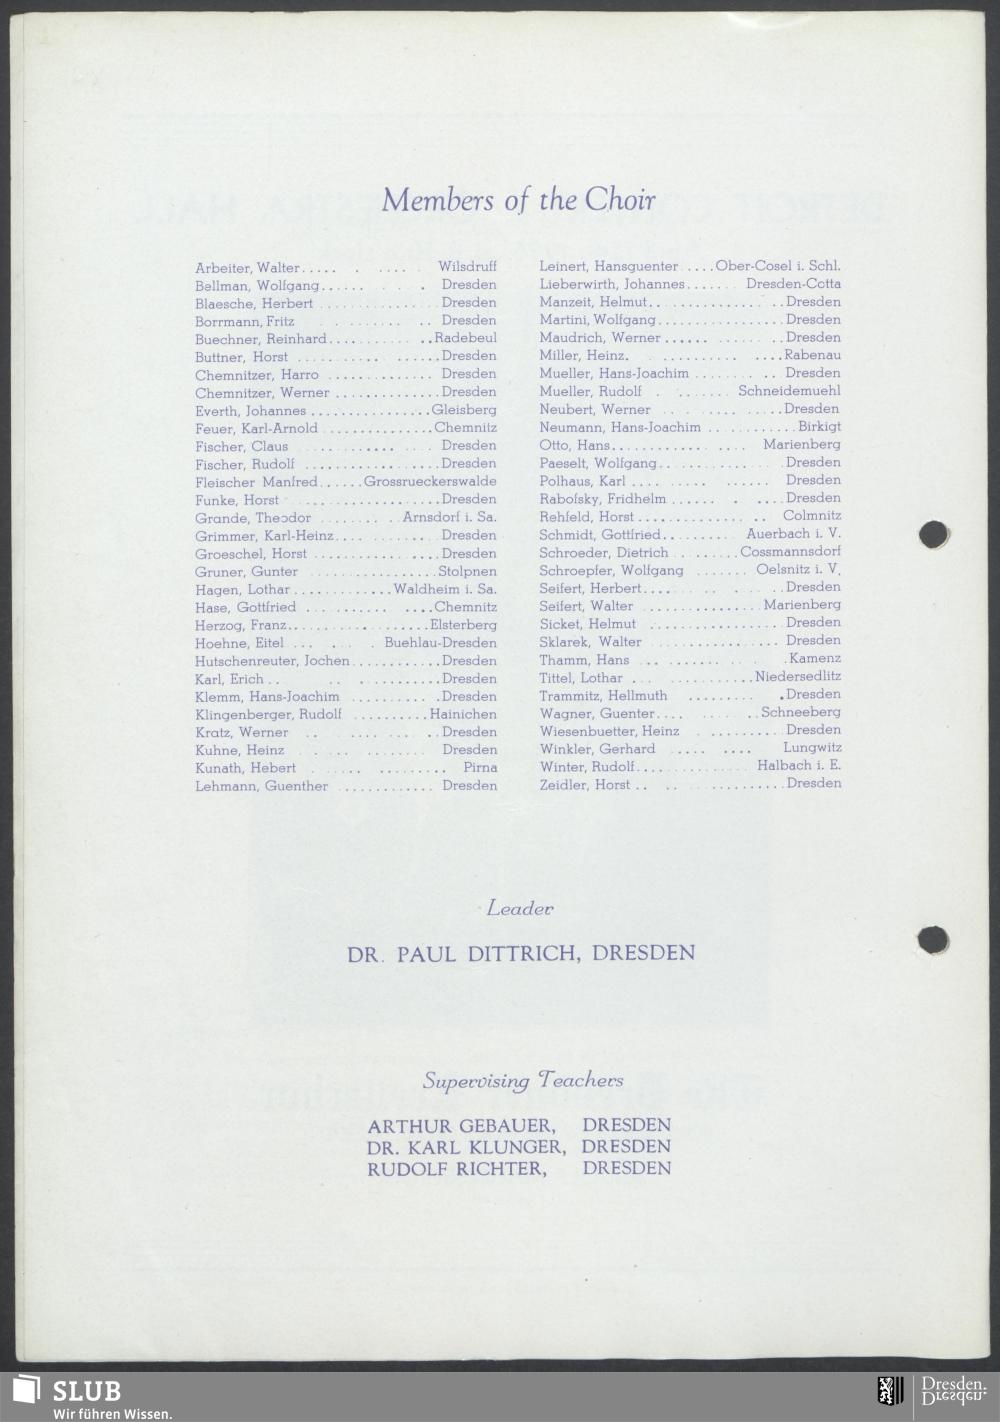 Members of the Choir
Arbeiter, Walter..... . ..... Wilsdruff
Bellman, Wolfgang...... . Dresden
Blaesche, Herbert ............... Dresden
Borrmann, Fritz ........... Dresden
Buechner, Reinhard.............Radebeul
Buttner, Horst .......... ......Dresden
Chemnitzer, Harro .............. Dresden
Chemnitzer, Werner ..............Dresden
Everth, Johannes ................Gleisberg
Feuer, Karl-Arnold ..............Chemnitz
Fischer, Claus ............ .... Dresden
Fischer, Rudolf ..................Dresden
Fleischer Manfred......Grossrueckerswalde
Funke, Horst ....................Dresden
Grande, Theodor ..........Arnsdorf i. Sa.
Grimmer, Karl-Heinz..............Dresden
Groeschel, Horst .................Dresden
Gruner, Gunter .................Stolpnen
Hagen, Lothar .............Waldheim i. Sa.
Hase, Gottfried ........... ....Chemnitz
Herzog, Franz...................Elsterberg
Hoehne, Eitel ... . . . Buehlau-Dresden
Hutschenreuter, Jochen............Dresden
Karl, Erich .. .. ...........Dresden
Klemm, Hans-Joachim .............Dresden
Klingenberger, Rudolf ..........Hainichen
Kratz, Werner .. .......... ..Dresden
Kuhne, Heinz . .......... Dresden
Kunath, Hebert . ..... ......... Pirna
Lehmann, Guenther ............. Dresden
Leinert, Hansguenter ....Ober-Cosel i. Schl.
Lieberwirth, Johannes....... Dresden-Cotta
Manzeit, Helmut.................Dresden
Martini, Wolfgang................Dresden
Maudrich, Werner ...... .........Dresden
Miller, Heinz. ........... ....Rabenau
Mueller, Hans-Joachim ........ .. Dresden
Mueller, Rudolf . ....... Schneidemuehl
Neubert, Werner . ........ .....Dresden
Neumann, Hans-Joachim ............Birkigt
Otto, Hans.............. .... Marienberg
Paeselt, Wolfgang............. .Dresden
Polhaus, Karl .... ...... ...... Dresden
Rabofsky, Fridhelm ...... . ....Dresden
Rehfeld, Horst ............. .. Colmnitz
Schmidt, Gottfried.......... Auerbach i. V.
Schroeder, Dietrich .........Cossmannsdorf
Schroepfer, Wolfgang ....... Oelsnitz i. V.
Seifert, Herbert..... ..........Dresden
Seifert, Walter ................Marienberg
Sicket, Helmut ..................Dresden
Sklarek, Walter ................ Dresden
Thamm, Hans ... ........ . .Kamenz
Tittel, Lothar ... ............Niedersedlitz
Trammitz, Hellmuth ......... .Dresden
Wagner, Guenter.... ........Schneeberg
Wiesenbuetter, Heinz . ..........Dresden
Winkler, Gerhard ..... .... Lungwitz
Winter, Rudolf................. Halbach i. E.
Zeidler, Horst .. .. ..............Dresden
Leader
DR. PAUL DITTRICH, DRESDEN
Supervising Teachers
ARTHUR GEBAUER, DRESDEN
DR. KARL KLUNGER, DRESDEN
RUDOLF RICHTER, DRESDEN
SLUB
Wir führen Wissen.
Dresden.
Dresden.